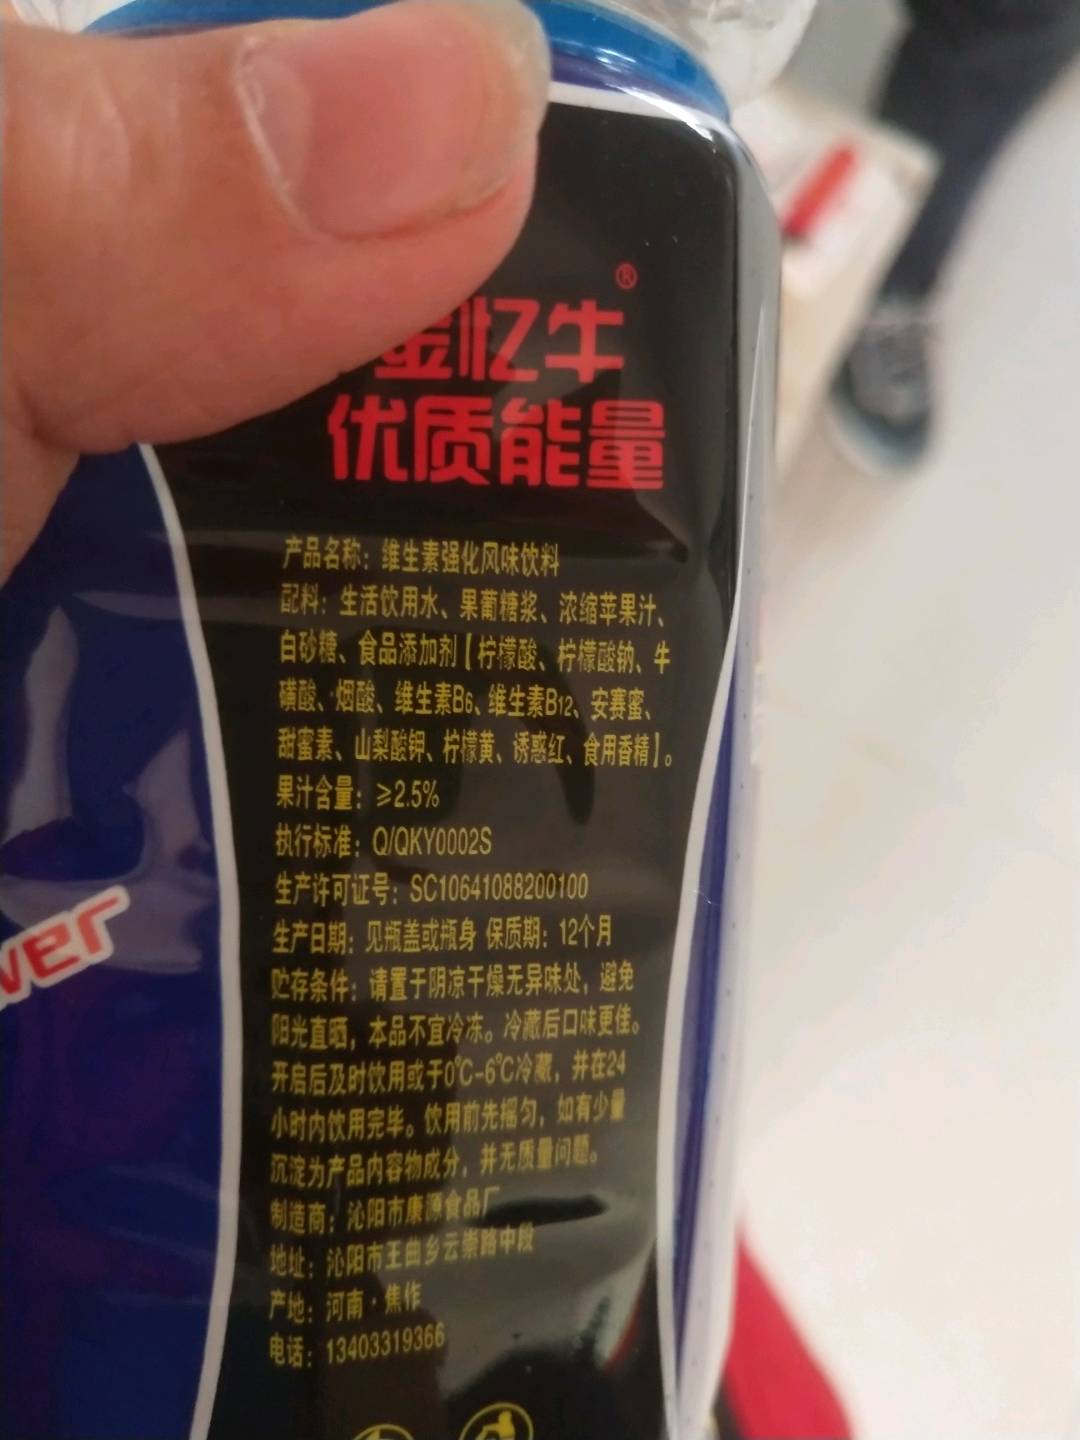 金忆牛®
优质能量
产品名称：维生素强化风味饮料
配料：生活饮用水、果葡糖浆、浓缩苹果汁、
白砂糖、食品添加剂【柠檬酸、柠檬酸钠、牛
磺酸、烟酸、维生素B6、维生素B12、安赛蜜、
甜蜜素、山梨酸钾、柠檬黄、诱惑红、食用香精】。
果汁含量：≥2.5%
执行标准：Q/QKY0002S
生产许可证号：SC10641088200100
生产日期：见瓶盖或瓶身 保质期：12个月
贮存条件：请置于阴凉干燥无异味处，避免
阳光直晒，本品不宜冷冻。冷藏后口味更佳。
开启后及时饮用或于0℃-6℃冷藏，并在24
小时内饮用完毕。饮用前先摇匀，如有少量
沉淀为产品内容物成分，并无质量问题。
制造商：沁阳市康源食品厂
地址：沁阳市王曲乡云崇路中段
产地：河南·焦作
电话：13403319366
wer